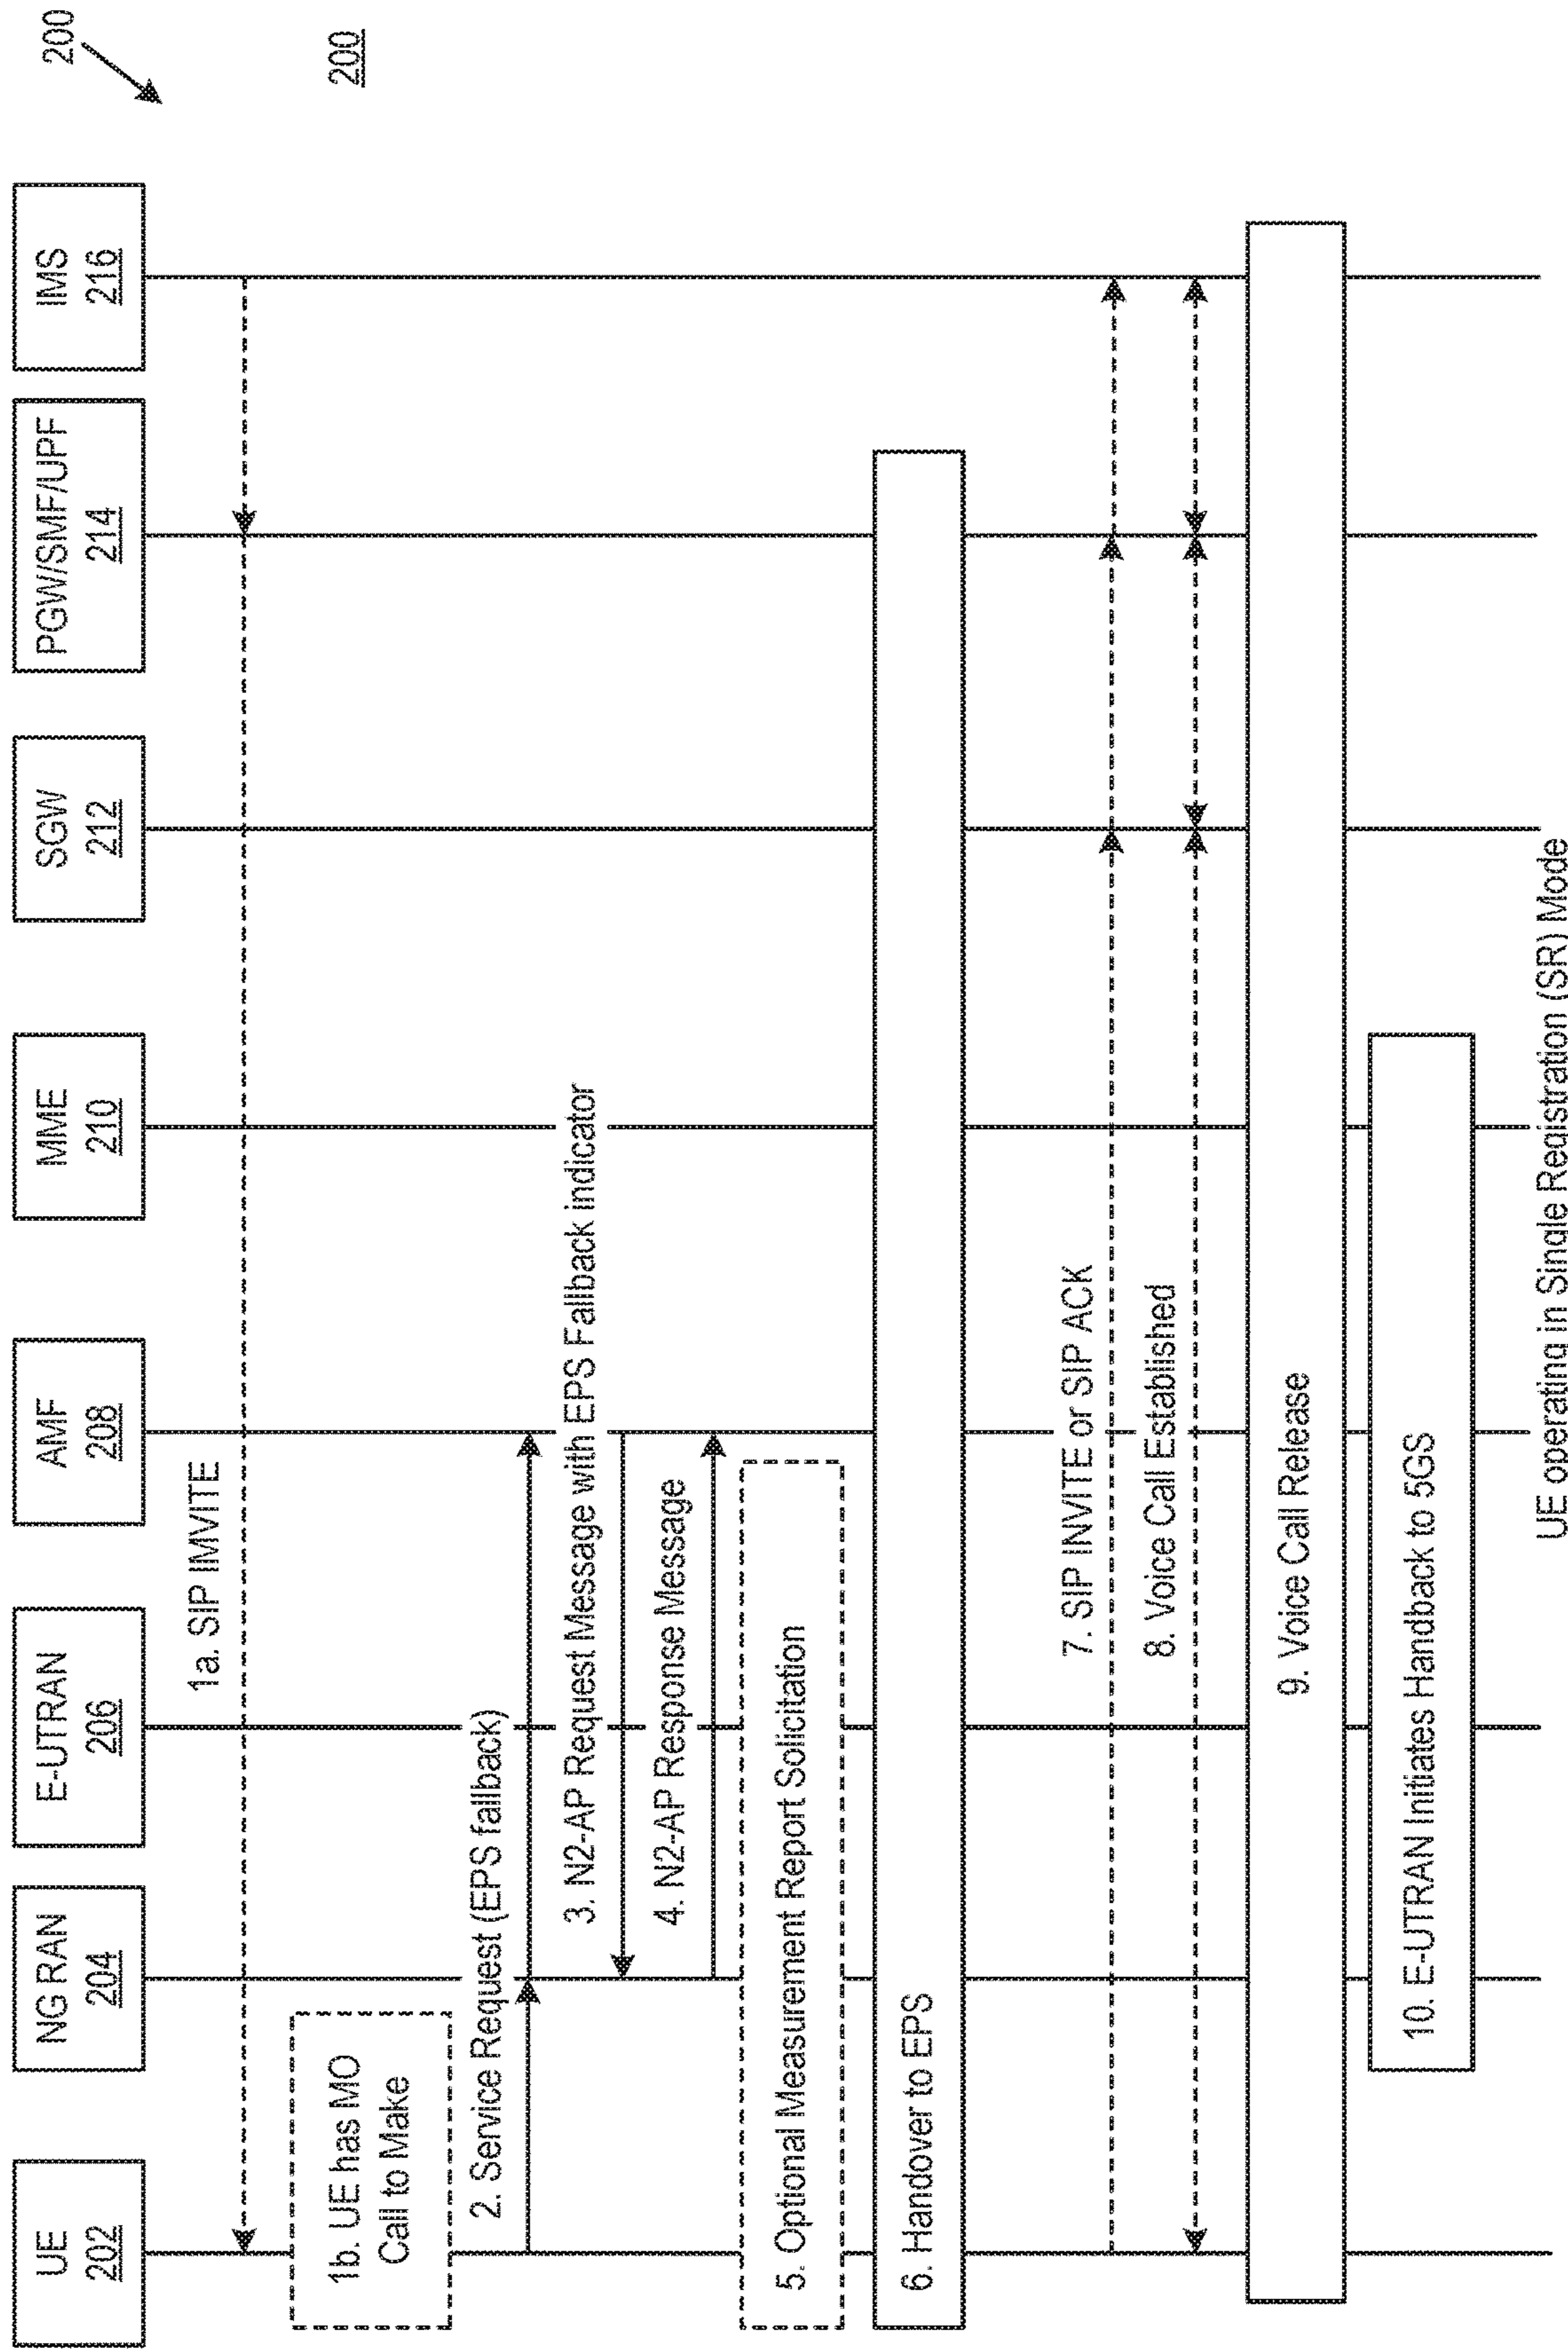 200
200
UE
202
NG RAN
204
E-UTRAN
206
AMF
208
MME
210
SGW
212
PGW/SMF/UPF
214
IMS
216
1a. SIP IMVITE
1b. UE has MO
Call to Make
2. Service Request (EPS fallback)
3. N2-AP Request Message with EPS Fallback indicator
4. N2-AP Response Message
5. Optional Measurement Report Solicitation
6. Handover to EPS
7. SIP INVITE or SIP ACK
8. Voice Call Established
9. Voice Call Release
10. E-UTRAN Initiates Handback to 5GS
UE operating in Single Registration (SR) Mode